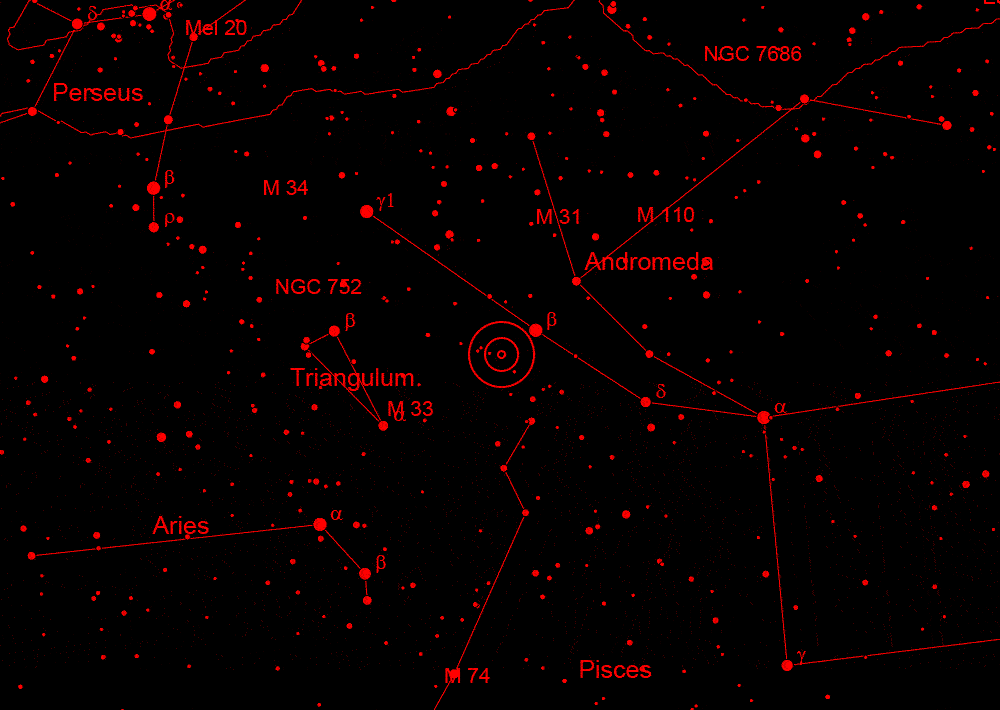 δ
α
Mel 20
NGC 7686
Perseus
β
M 34
γ1
ρ
M 31
M 110
Andromeda
NGC 752
β
β
Triangulum
δ
M 33
α
α
α
Aries
β
γ
M 74
Pisces